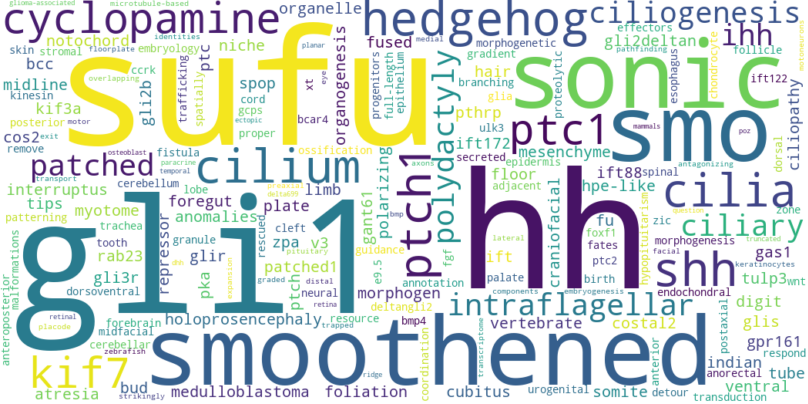 glioma-associated microtubule-based
cyclopamine organelle hedgehog ciliogenesis
skin stromal embryology identities floorplate planar medial morphogenetic effectors
notochord ptc niche fused gli2deltan ihh
bcc overlapping ccrk trafficking spatially organogenesis eye progenitors full-length epithelium gradient hair branching pathfinding proteolytic esophagus chondrocyte follicle motoneuron
sufu sonic
midline kinesin kif3a gli2b spop xt polydactyly glia pthrp ift122
posterior motor cord gcps ectopic bcar4 ulk3 mammals poz ciliopathy
cos2 exit proper ossification ptc1 smo
remove fistula ift172 secreted mesenchyme antagonizing dorsal
patched osteoblast paracrine cilium polarizing axons epidermis ift88 spinal
transport cerebellum temporal lobe proximal delta699 limb floor hpe-like cilia zone
interruptus foregut plate ptch1 adjacent fu foxf1 zic question truncated
tips myotome anomalies cleft gant61 bmp craniofacial fates hypopituitarism ciliary
patterning trachea repressor granule rescued zpa v3 guidance lateral ptc2 morphogenesis gas1
gli1 hh
anteroposterior malformations tooth rab23 glir dhh pituitary fgf ift palate birth facial keratinocytes shh
gli3r pka expansion patched1 ptch e9.5 annotation components embryogenesis endochondral tulp3 wnt
dorsoventral graded distal neural retina morphogen intraflagellar postaxial digit
placode retinal forebrain holoprosencephaly resource deltangli2 vertebrate costal2 glis
midfacial trapped bmp4 coordination transcriptome anterior gpr161
cerebellar zebrafish smoothened indian respond
kif7 ridge anorectal tube
atresia bud medulloblastoma foliation cubitus urogenital somite detour ventral
strikingly transduction